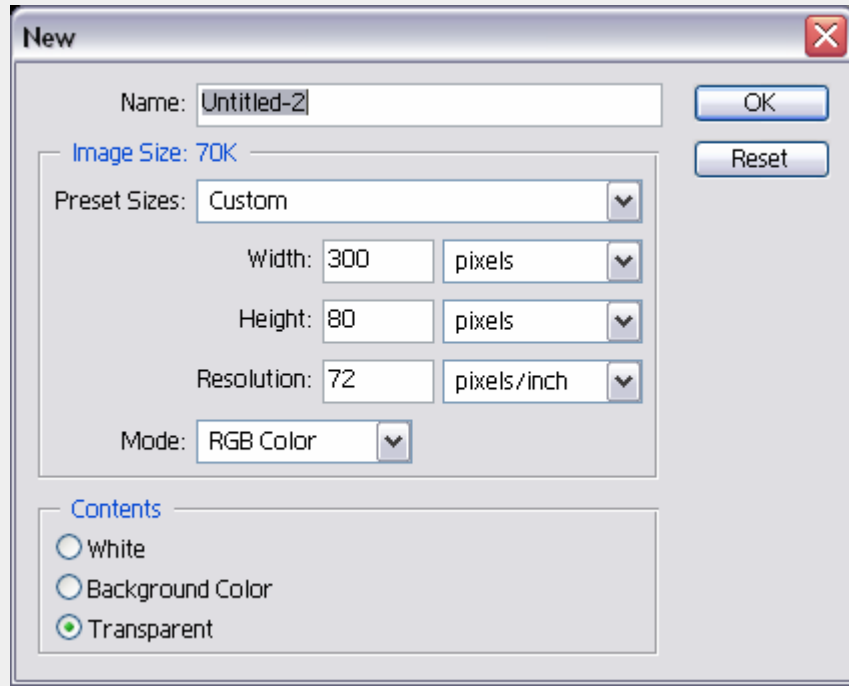 New
Name: Untitled-2
OK
Image Size: 70K
Reset
Preset Sizes: Custom
Width: 300 pixels
Height: 80 pixels
Resolution: 72 pixels/inch
Mode: RGB Color
Contents
White
Background Color
Transparent